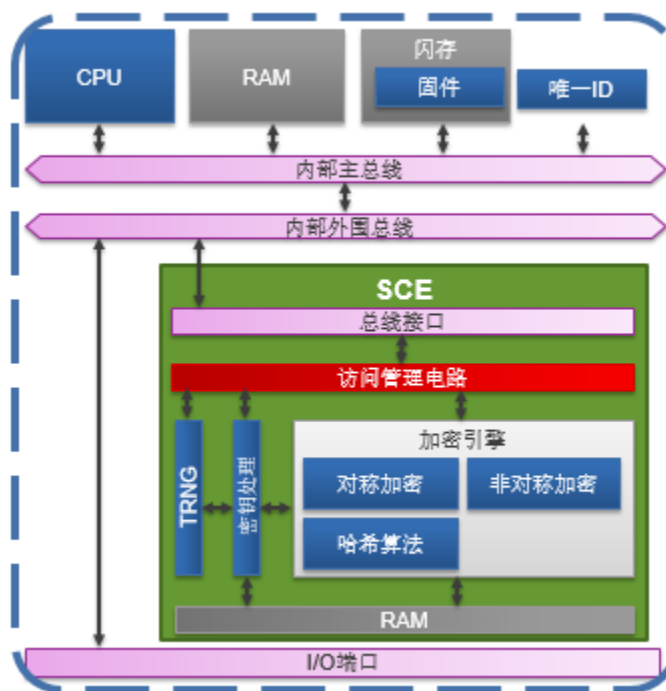 CPU
RAM
闪存
固件
唯一ID
内部主总线
内部外围总线
SCE
总线接口
访问管理电路
TRNG
密钥处理
加密引擎
对称加密
非对称加密
哈希算法
RAM
I/O端口